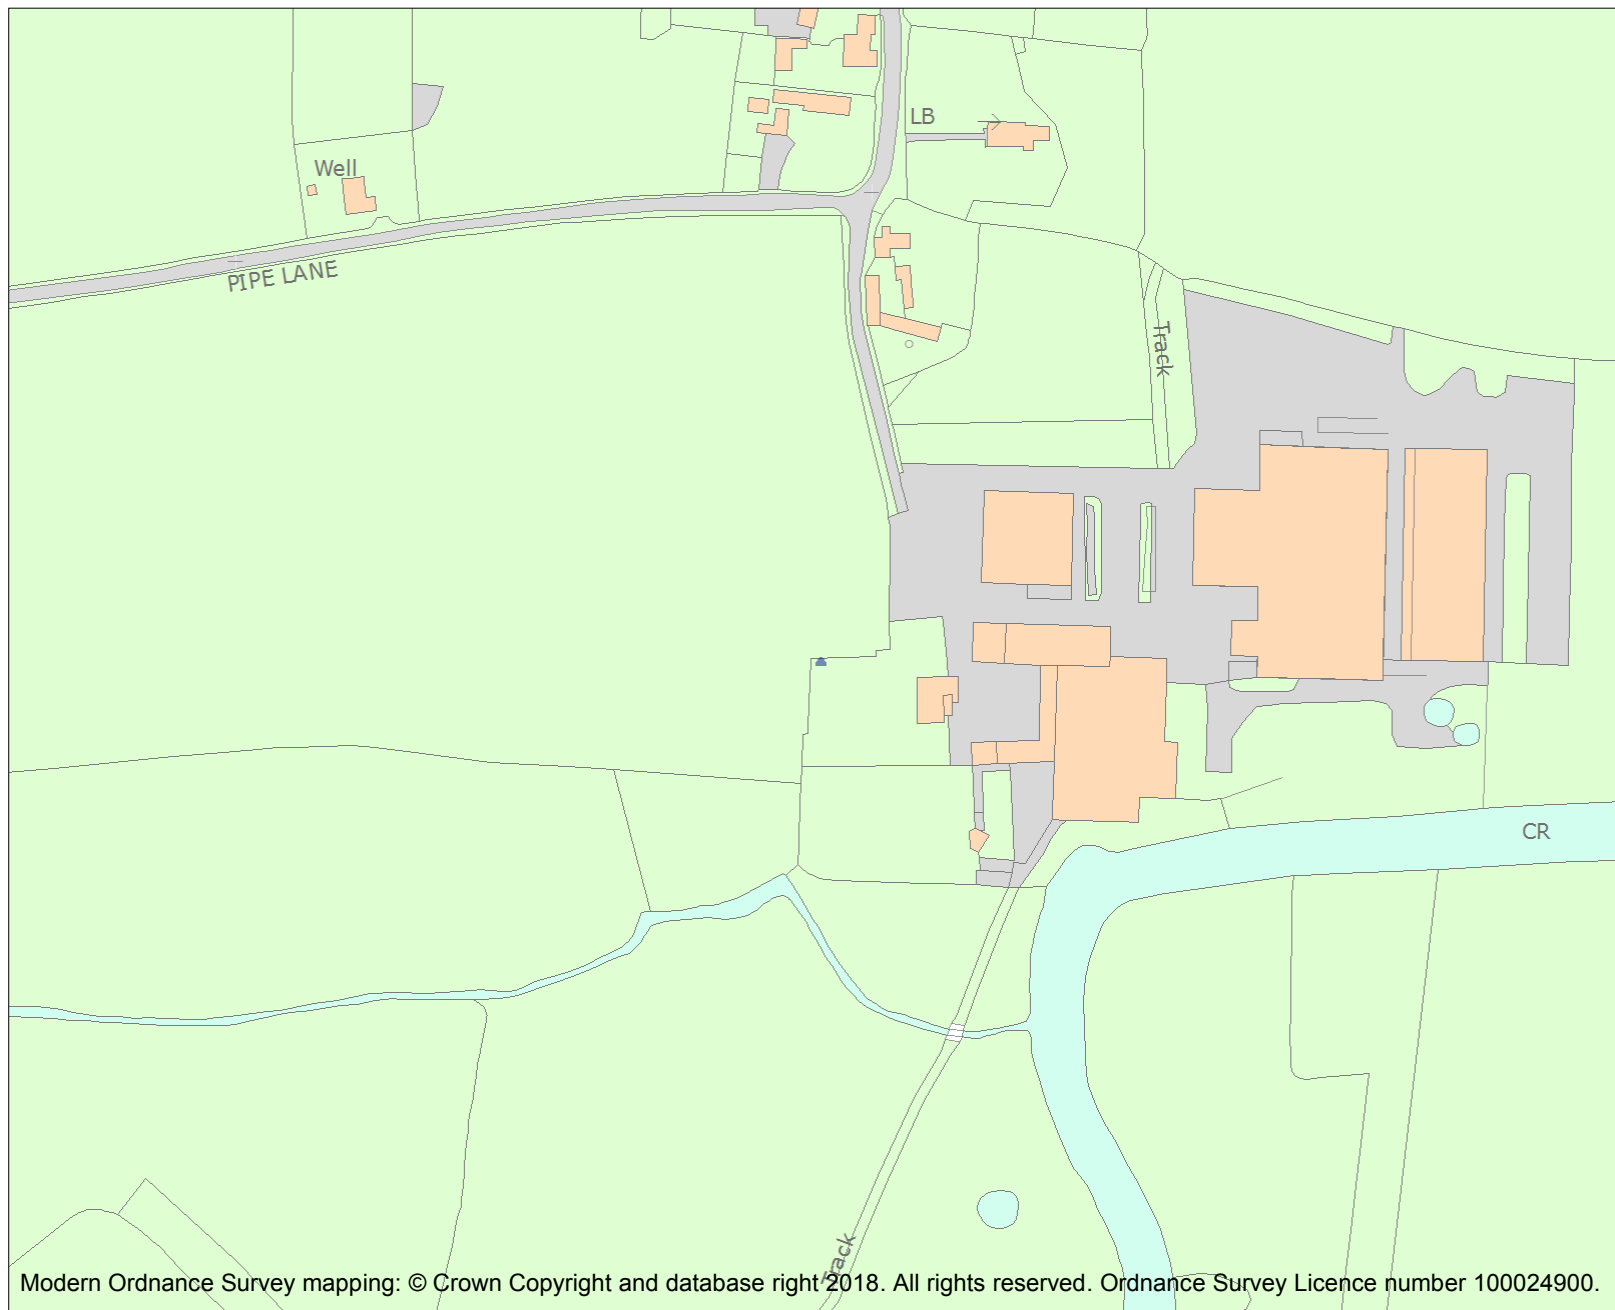 LB
Well
PIPE LANE
Track
CR
Track
Modern Ordnance Survey mapping: © Crown Copyright and database right 2018. All rights reserved. Ordnance Survey Licence number 100024900.